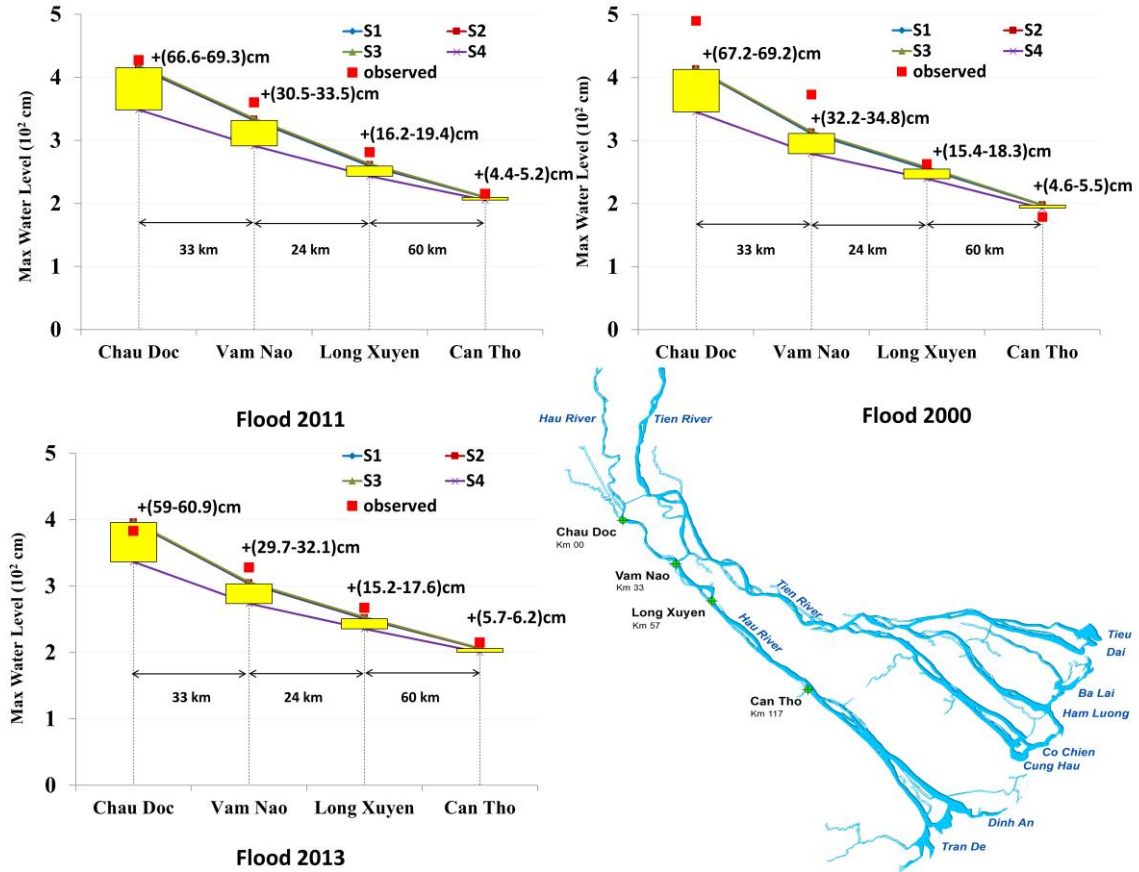 Max Water Level (10² cm)
5
4
3
2
1
0
S1
S2
S3
S4
observed
+(66.6-69.3)cm
+(30.5-33.5)cm
+(16.2-19.4)cm
+(4.4-5.2)cm
33 km
24 km
60 km
Chau Doc
Vam Nao
Long Xuyen
Can Tho
Flood 2011
Max Water Level (10² cm)
5
4
3
2
1
0
S1
S2
S3
S4
observed
+(67.2-69.2)cm
+(32.2-34.8)cm
+(15.4-18.3)cm
+(4.6-5.5)cm
33 km
24 km
60 km
Chau Doc
Vam Nao
Long Xuyen
Can Tho
Flood 2000
Max Water Level (10² cm)
5
4
3
2
1
0
S1
S2
S3
S4
observed
+(59-60.9)cm
+(29.7-32.1)cm
+(15.2-17.6)cm
+(5.7-6.2)cm
33 km
24 km
60 km
Chau Doc
Vam Nao
Long Xuyen
Can Tho
Flood 2013
Hau River
Tien River
Chau Doc
Km 00
Vam Nao
Km 33
Long Xuyen
Km 57
Tien River
Hau River
Can Tho
Km 117
Tieu
Dai
Ba Lai
Ham Luong
Co Chien
Cung Hau
Dinh An
Tran De